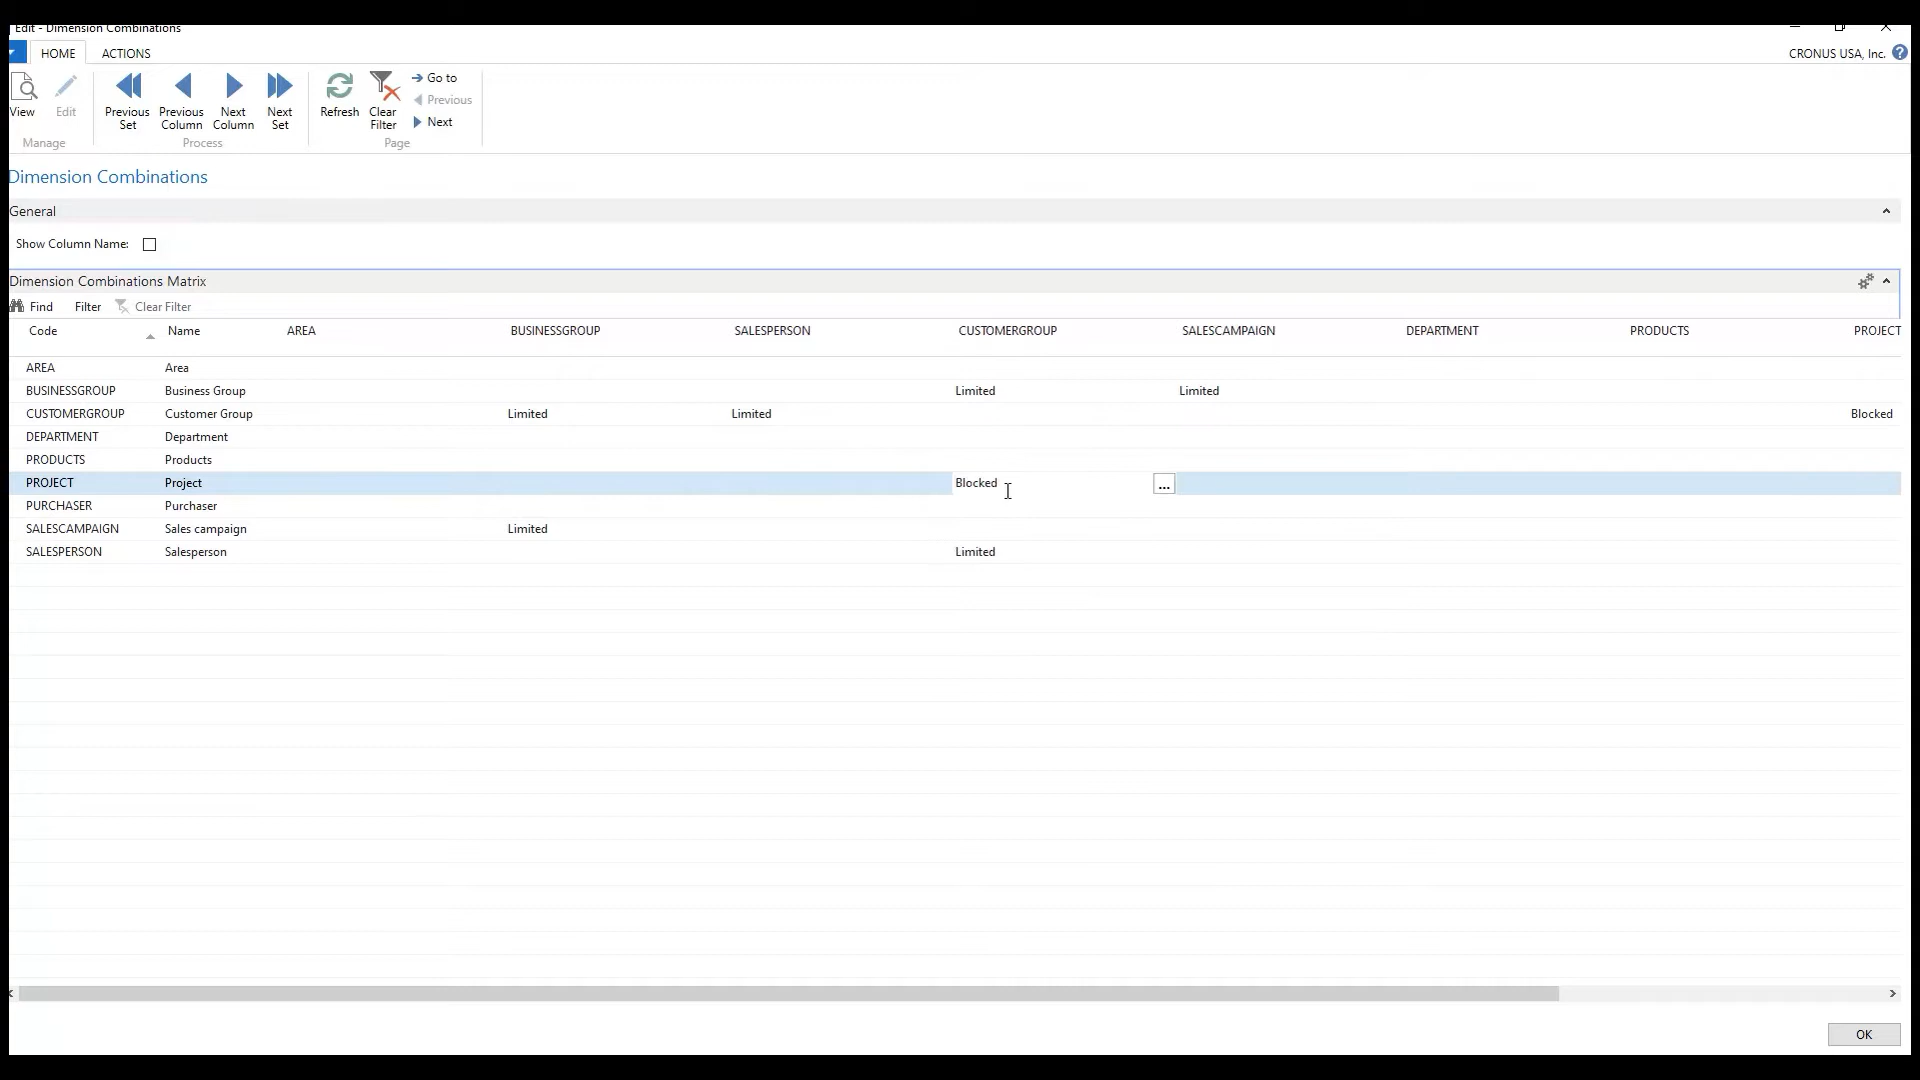 Edit - Dimension Combinations
HOME ACTIONS CRONUS USA, Inc. ?
View Edit Previous Set Previous Column Next Column Next Set Refresh Clear Filter Go to
Previous
Next
Manage Process Page
Dimension Combinations
General
Show Column Name:
Dimension Combinations Matrix
Find Filter Clear Filter
Code Name AREA BUSINESSGROUP SALESPERSON CUSTOMERGROUP SALESCAMPAIGN DEPARTMENT PRODUCTS PROJECT
AREA Area
BUSINESSGROUP Business Group Limited Limited
CUSTOMERGROUP Customer Group Limited Limited Blocked
DEPARTMENT Department
PRODUCTS Products
PROJECT Project Blocked ...
PURCHASER Purchaser
SALESCAMPAIGN Sales campaign Limited
SALESPERSON Salesperson Limited
OK